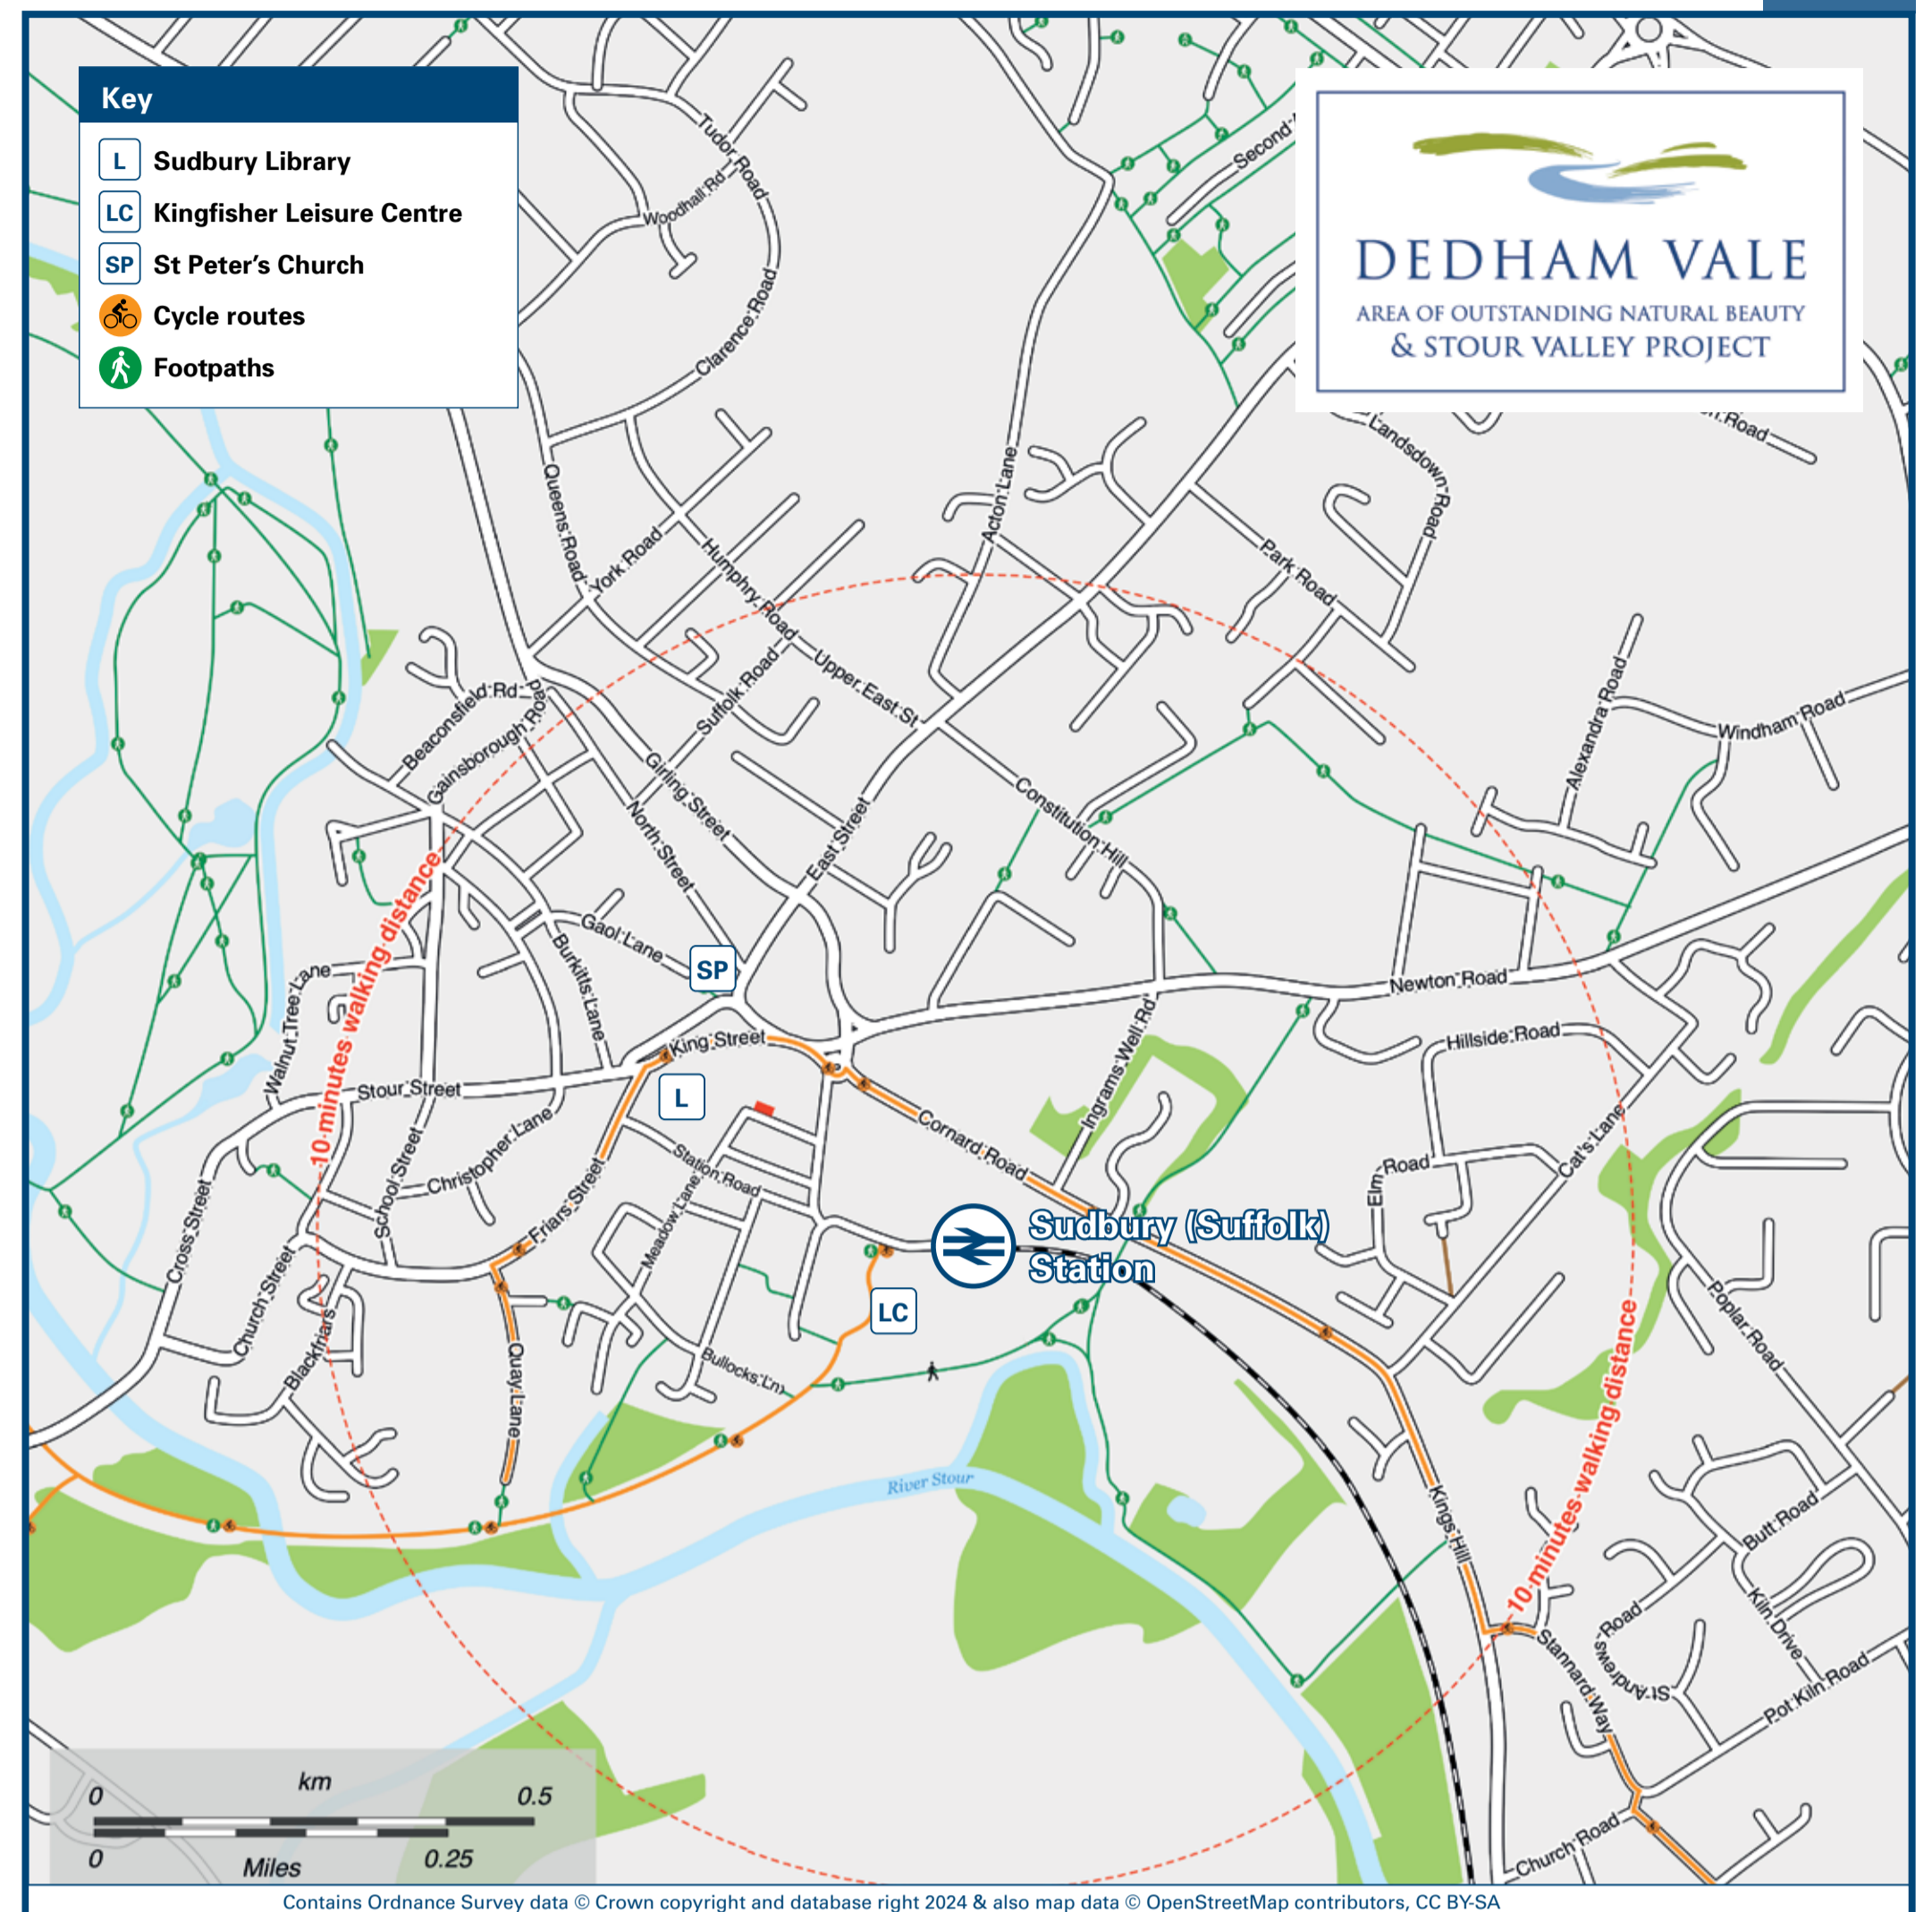 Key
L Sudbury Library
LC Kingfisher Leisure Centre
SP St Peter's Church
Cycle routes
Footpaths
DEDHAM VALE
AREA OF OUTSTANDING NATURAL BEAUTY
& STOUR VALLEY PROJECT
Tudor Road
Woodhall Rd
Second
Clarence Road
Landsdown Road
Road
Queens Road
Acton Lane
York Road
Humphry Road
Park Road
Upper East St
Suffolk Road
Beaconsfield Rd
Gainsborough Road
Girling Street
North Street
East Street
Constitution Hill
Alexandra Road
Windham Road
10 minutes walking distance
Gaol Lane
Burkitts Lane
SP
Walnut Tree Lane
Newton Road
Hillside Road
King Street
Ingrams Well Rd
Stour Street
L
Cornard Road
Christopher Lane
School Street
Station Road
Friars Street
Meadow Lane
Cross Street
Church Street
Elm Road
Cat's Lane
Sudbury (Suffolk)
Station
LC
Blackfriars
Quay Lane
Bullocks Ln
Poplar Road
10 minutes walking distance
River Stour
Kings Hill
Butt Road
Kiln Drive
St Andrews Road
Stannard Way
Pot Kiln Road
Church Road
km
0 0.5
0 0.25
Miles
Contains Ordnance Survey data © Crown copyright and database right 2024 & also map data © OpenStreetMap contributors, CC BY-SA